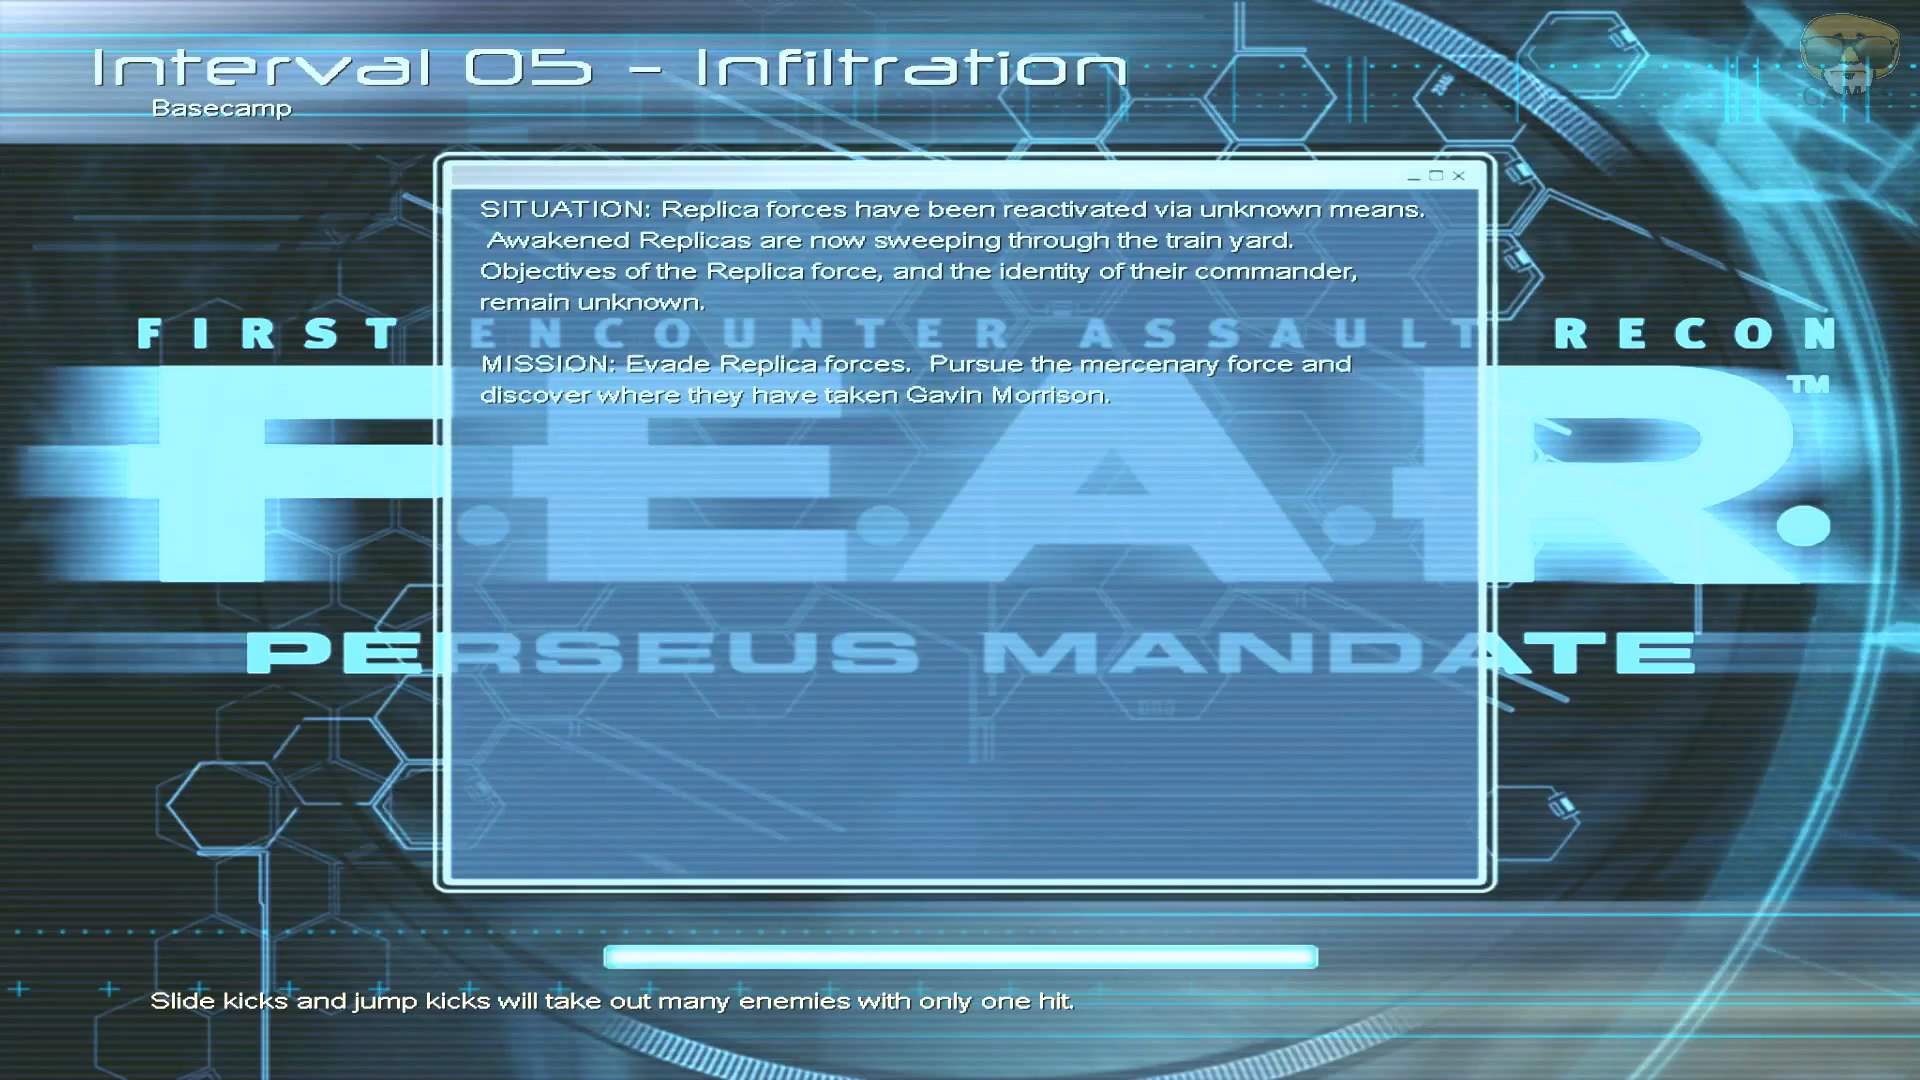 Interval 05 - Infiltration
Basecamp
SITUATION: Replica forces have been reactivated via unknown means.
Awakened Replicas are now sweeping through the train yard.
Objectives of the Replica force, and the identity of their commander,
remain unknown.
FIRST ENCOUNTER ASSAULT RECON
MISSION: Evade Replica forces. Pursue the mercenary force and
discover where they have taken Gavin Morrison.
F.E.A.R.™
PERSEUS MANDATE
Slide kicks and jump kicks will take out many enemies with only one hit.